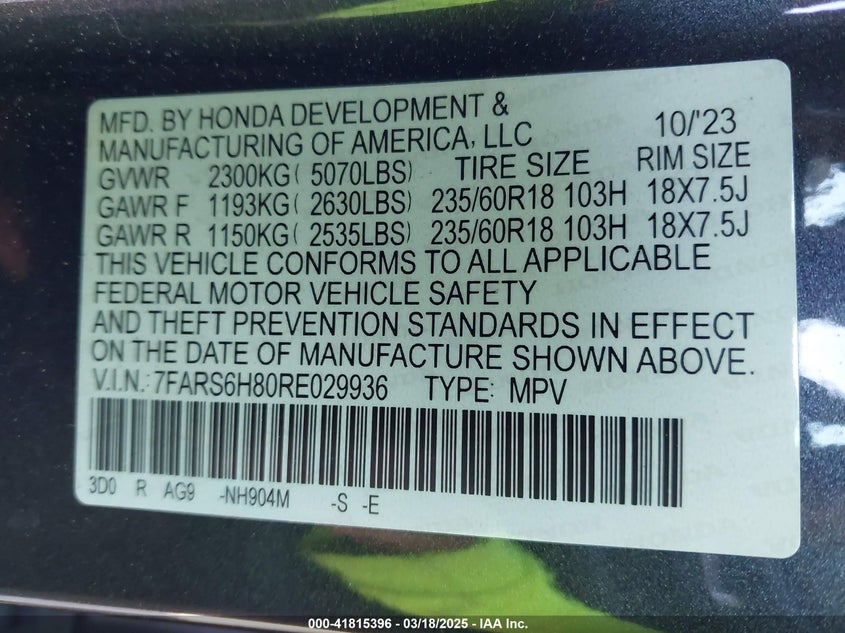 MFD. BY HONDA DEVELOPMENT &
MANUFACTURING OF AMERICA, LLC 10/'23
GVWR 2300KG( 5070LBS) TIRE SIZE RIM SIZE
GAWR F 1193KG( 2630LBS) 235/60R18 103H 18X7.5J
GAWR R 1150KG( 2535LBS) 235/60R18 103H 18X7.5J
THIS VEHICLE CONFORMS TO ALL APPLICABLE
FEDERAL MOTOR VEHICLE SAFETY
AND THEFT PREVENTION STANDARDS IN EFFECT
ON THE DATE OF MANUFACTURE SHOWN ABOVE.
V.I.N.: 7FARS6H80RE029936 TYPE: MPV
3D0 R AG9 -NH904M -S -E
000-41815396 - 03/18/2025 - IAA Inc.